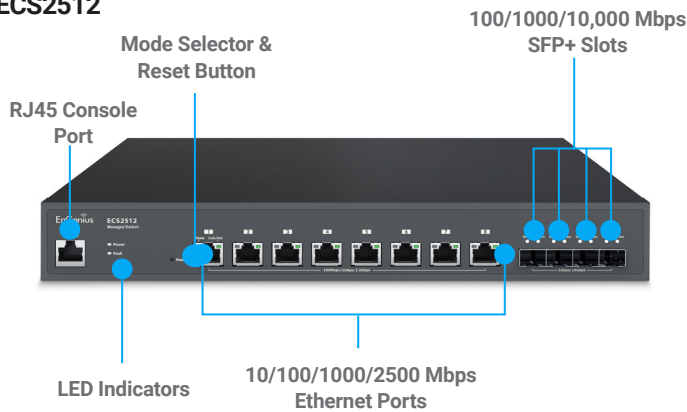 ECS2512
100/1000/10,000 Mbps
SFP+ Slots
Mode Selector &
Reset Button
RJ45 Console
Port
EnGenius
ECS2512
Managed Switch
Power
Fault
1 2 3 4 5 6 7 8
LED Indicators
10/100/1000/2500 Mbps
Ethernet Ports